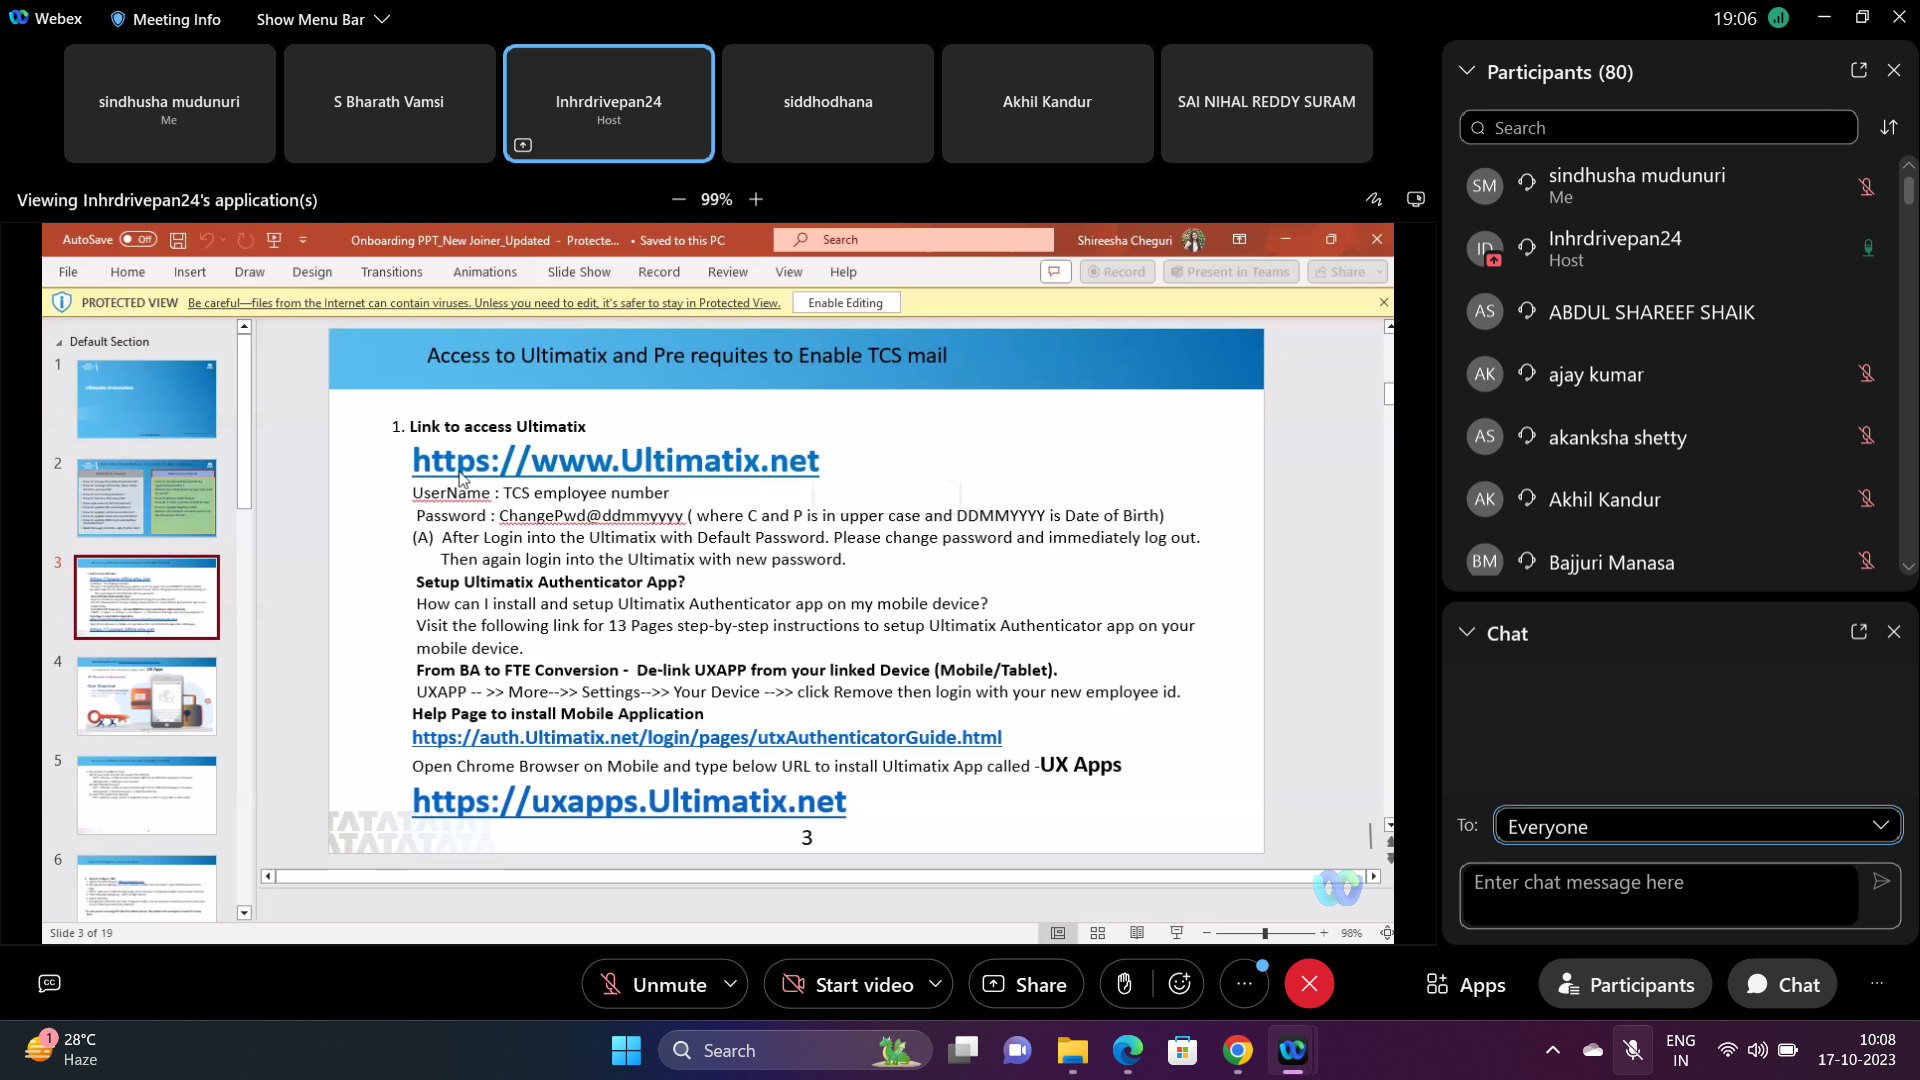 Webex
Meeting Info
Show Menu Bar
19:06
sindhusha mudunuri
Me
S Bharath Vamsi
Inhrdrivepan24
Host
siddhodhana
Akhil Kandur
SAI NIHAL REDDY SURAM
Viewing Inhrdrivepan24's application(s)
99%
AutoSave Off
Onboarding PPT_New Joiner_Updated - Protecte... • Saved to this PC
Search
Shireesha Cheguri
File Home Insert Draw Design Transitions Animations Slide Show Record Review View Help
Record
Present in Teams
Share
PROTECTED VIEW Be careful—files from the Internet can contain viruses. Unless you need to edit, it's safer to stay in Protected View.
Enable Editing
Default Section
1
2
3
4
5
6
Access to Ultimatix and Pre requites to Enable TCS mail
1. Link to access Ultimatix
https://www.Ultimatix.net
UserName : TCS employee number
Password : ChangePwd@ddmmyyyy ( where C and P is in upper case and DDMMYYYY is Date of Birth)
(A) After Login into the Ultimatix with Default Password. Please change password and immediately log out.
Then again login into the Ultimatix with new password.
Setup Ultimatix Authenticator App?
How can I install and setup Ultimatix Authenticator app on my mobile device?
Visit the following link for 13 Pages step-by-step instructions to setup Ultimatix Authenticator app on your
mobile device.
From BA to FTE Conversion - De-link UXAPP from your linked Device (Mobile/Tablet).
UXAPP -- >> More-->> Settings-->> Your Device -->> click Remove then login with your new employee id.
Help Page to install Mobile Application
https://auth.Ultimatix.net/login/pages/utxAuthenticatorGuide.html
Open Chrome Browser on Mobile and type below URL to install Ultimatix App called -UX Apps
https://uxapps.Ultimatix.net
3
Slide 3 of 19
98%
Participants (80)
Search
SM
sindhusha mudunuri
Me
ID
Inhrdrivepan24
Host
AS
ABDUL SHAREEF SHAIK
AK
ajay kumar
AS
akanksha shetty
AK
Akhil Kandur
BM
Bajjuri Manasa
Chat
To: Everyone
Enter chat message here
CC
Unmute
Start video
Share
Apps
Participants
Chat
1
28°C
Haze
Search
ENG
IN
10:08
17-10-2023